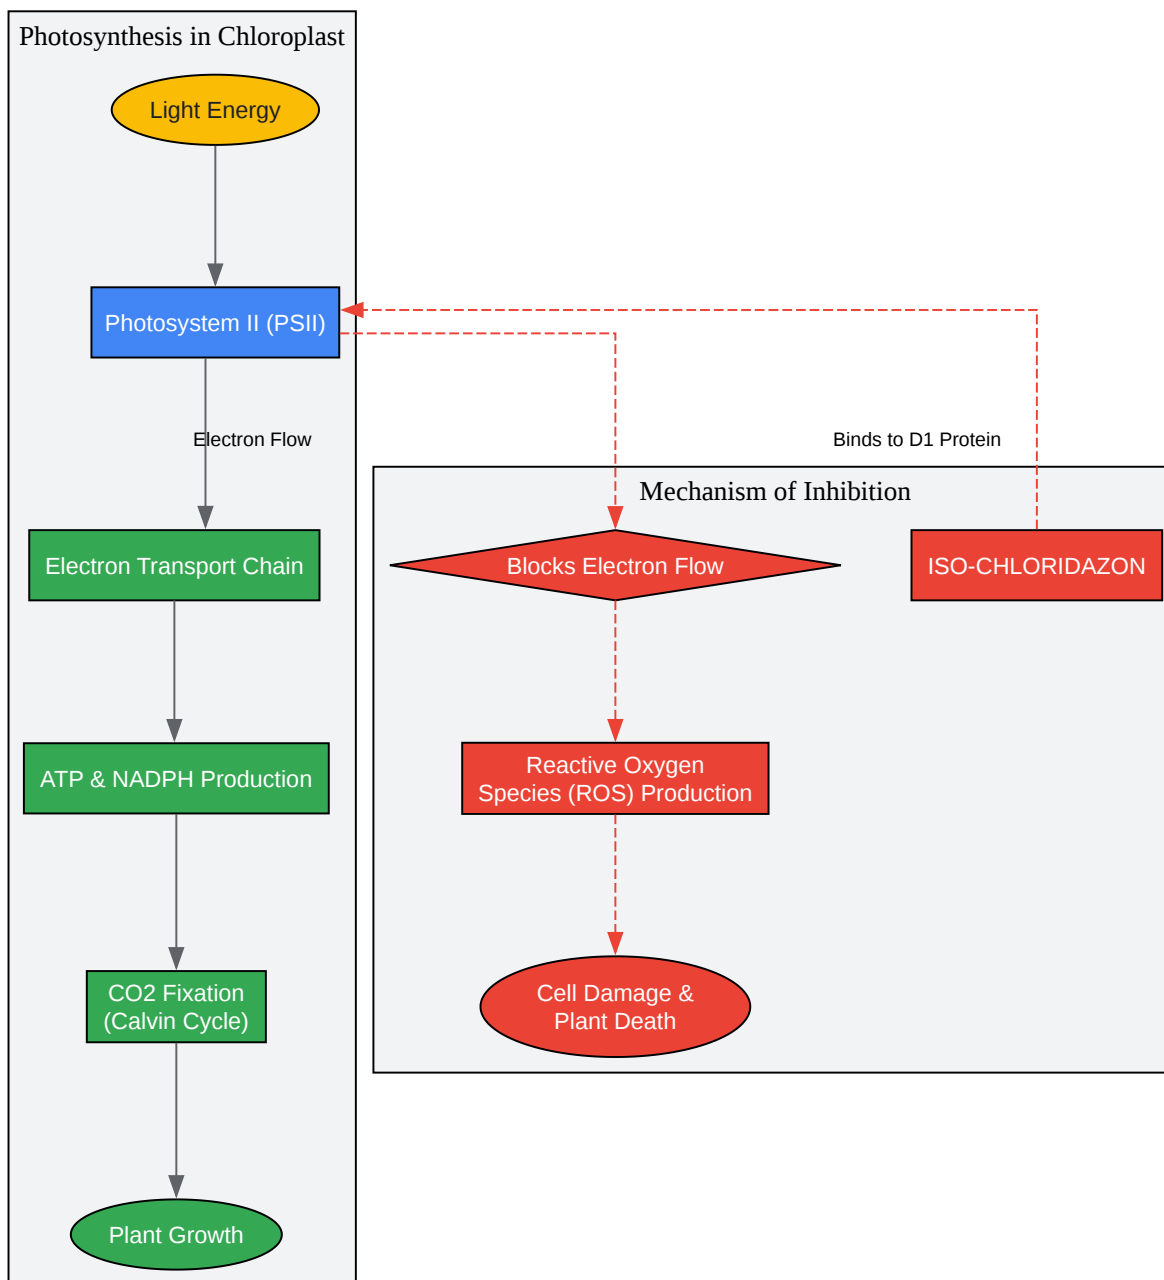 Photosynthesis in Chloroplast
Light Energy
Photosystem II (PSII)
Electron Flow
Electron Transport Chain
ATP & NADPH Production
CO2 Fixation
(Calvin Cycle)
Plant Growth
Binds to D1 Protein
Mechanism of Inhibition
Blocks Electron Flow
ISO-CHLORIDAZON
Reactive Oxygen
Species (ROS) Production
Cell Damage &
Plant Death